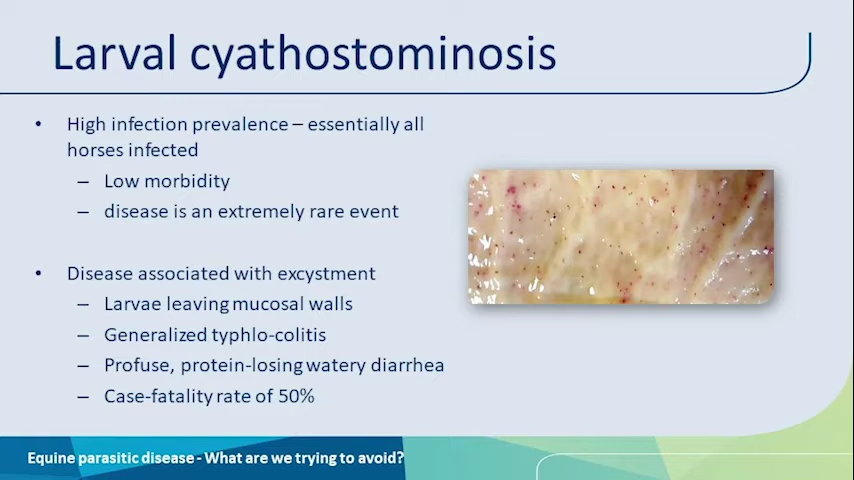 Larval cyathostominosis
• High infection prevalence – essentially all
horses infected
– Low morbidity
– disease is an extremely rare event
• Disease associated with excystment
– Larvae leaving mucosal walls
– Generalized typhlo-colitis
– Profuse, protein-losing watery diarrhea
– Case-fatality rate of 50%
Equine parasitic disease - What are we trying to avoid?